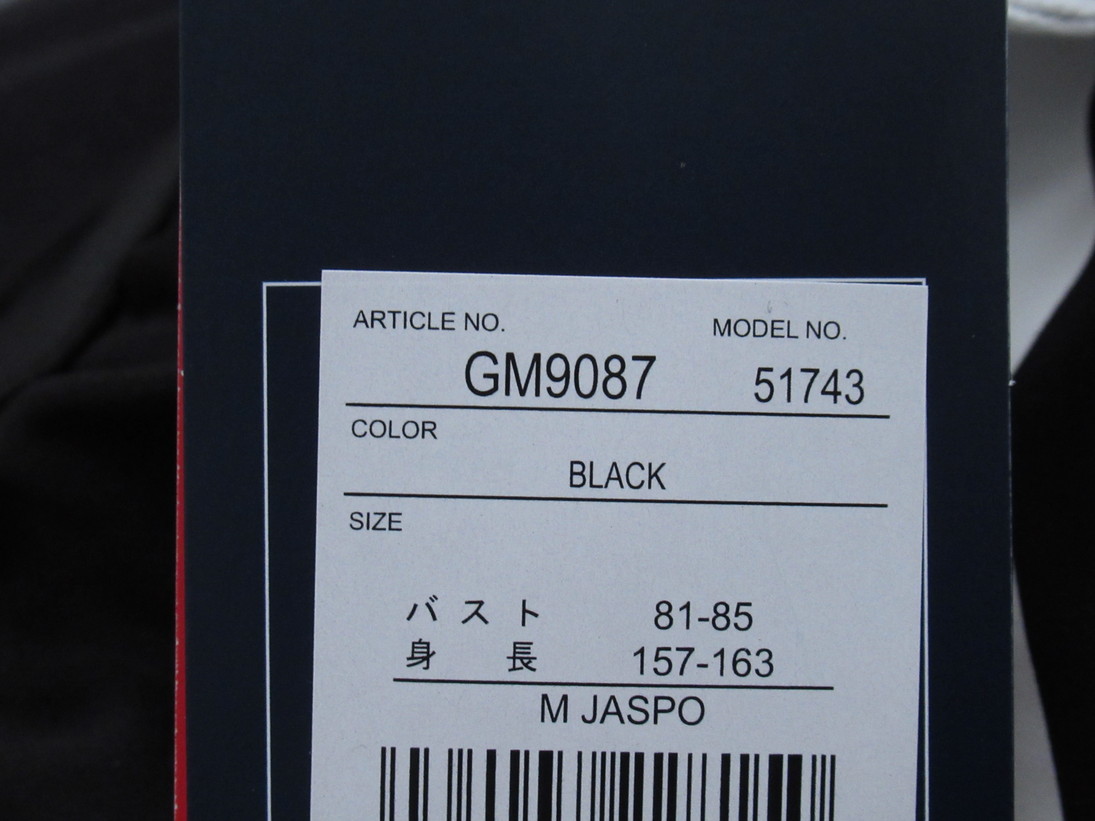 ARTICLE NO. MODEL NO.
GM9087 51743
COLOR
BLACK
SIZE
バスト 81-85
身長 157-163
M JASPO